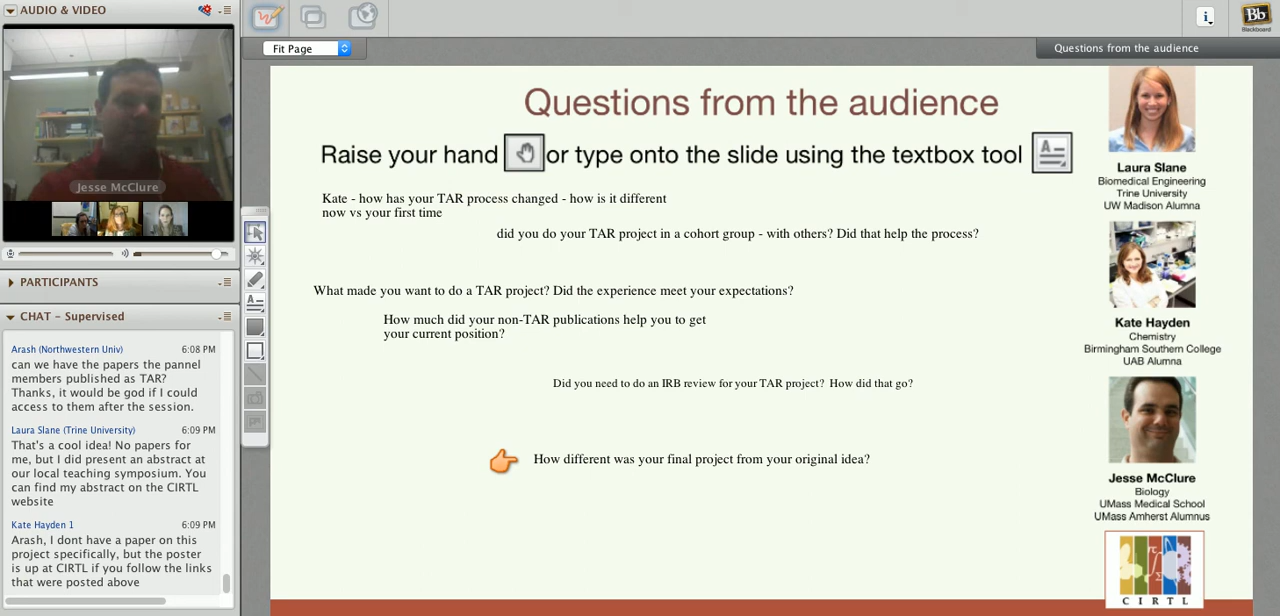 AUDIO & VIDEO
Jesse McClure
PARTICIPANTS
CHAT – Supervised
Arash (Northwestern Univ) 6:08 PM
can we have the papers the pannel
members published as TAR?
Thanks, it would be god if I could
access to them after the session.
Laura Slane (Trine University) 6:09 PM
That's a cool idea! No papers for
me, but I did present an abstract at
our local teaching symposium. You
can find my abstract on the CIRTL
website
Kate Hayden 1 6:09 PM
Arash, I dont have a paper on this
project specifically, but the poster
is up at CIRTL if you follow the links
that were posted above
Fit Page
i
Bb
Blackboard
Questions from the audience
Questions from the audience
Raise your hand or type onto the slide using the textbox tool
Kate - how has your TAR process changed - how is it different
now vs your first time
did you do your TAR project in a cohort group - with others? Did that help the process?
What made you want to do a TAR project? Did the experience meet your expectations?
How much did your non-TAR publications help you to get
your current position?
Did you need to do an IRB review for your TAR project? How did that go?
How different was your final project from your original idea?
Laura Slane
Biomedical Engineering
Trine University
UW Madison Alumna
Kate Hayden
Chemistry
Birmingham Southern College
UAB Alumna
Jesse McClure
Biology
UMass Medical School
UMass Amherst Alumnus
CIRTL